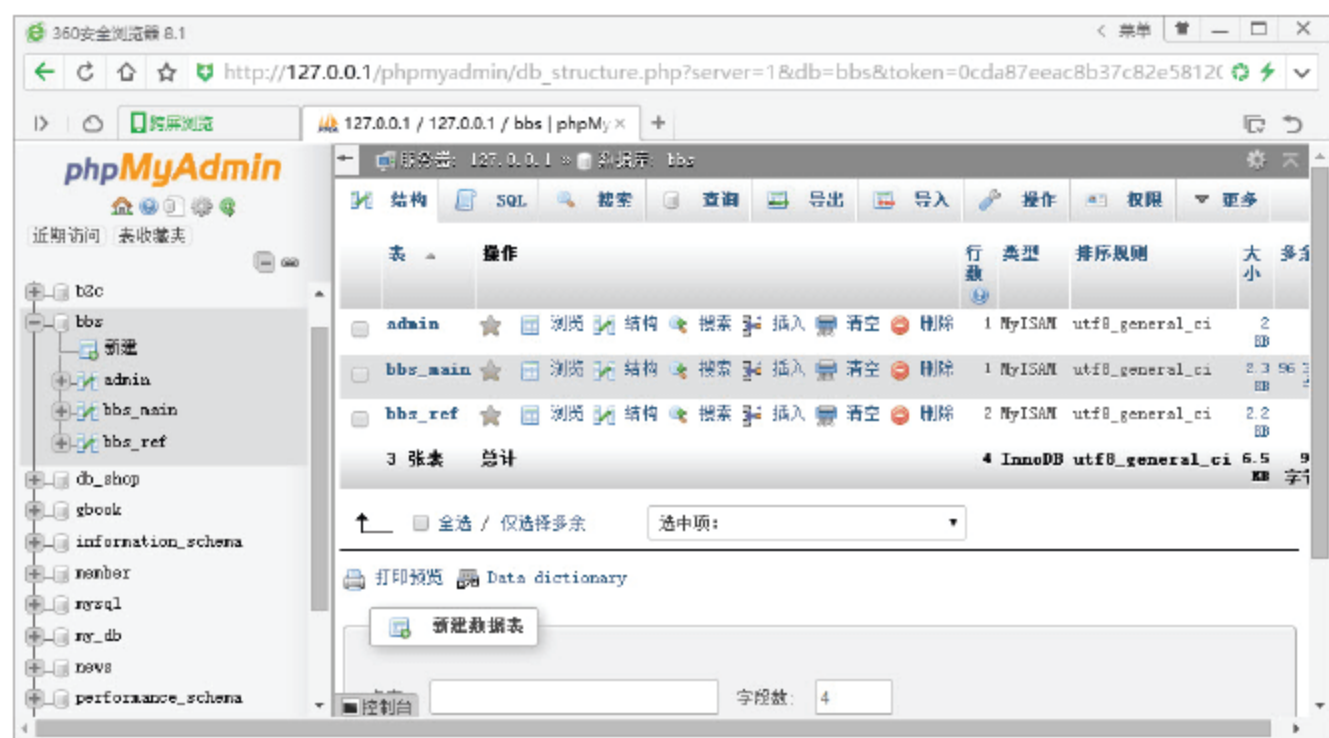 360安全浏览器 8.1
菜单
http://127.0.0.1/phpmyadmin/db_structure.php?server=1&db=bbs&token=0cda87eeac8b37c82e58120
跨屏浏览
127.0.0.1 / 127.0.0.1 / bbs | phpMy
phpMyAdmin
近期访问 表收藏夹
b2c
bbs
新建
admin
bbs_main
bbs_ref
db_shop
gbook
information_schema
member
mysql
my_db
news
performance_schema
服务器: 127.0.0.1 » 数据库: bbs
结构 SQL 搜索 查询 导出 导入 操作 权限 更多
表 操作 行数 类型 排序规则 大小 多余
admin 浏览 结构 搜索 插入 清空 删除 1 MyISAM utf8_general_ci 2 KB
bbs_main 浏览 结构 搜索 插入 清空 删除 1 MyISAM utf8_general_ci 2.3 KB 96
bbs_ref 浏览 结构 搜索 插入 清空 删除 2 MyISAM utf8_general_ci 2.2 KB
3 张表 总计 4 InnoDB utf8_general_ci 6.5 KB 9 字节
全选 / 仅选择多余 选中项:
打印预览 Data dictionary
新建数据表
字段数: 4
控制台